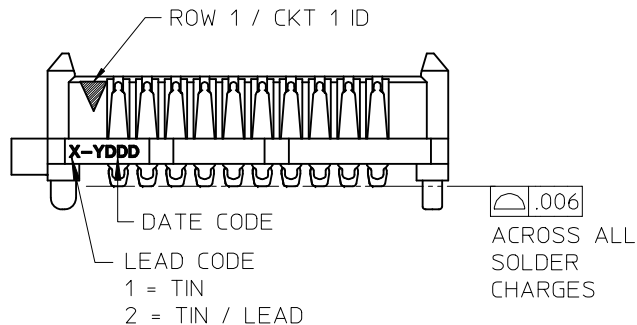 ROW 1 / CKT 1 ID
X-YDDD
DATE CODE
LEAD CODE
1 = TIN
2 = TIN / LEAD
.006
ACROSS ALL
SOLDER
CHARGES